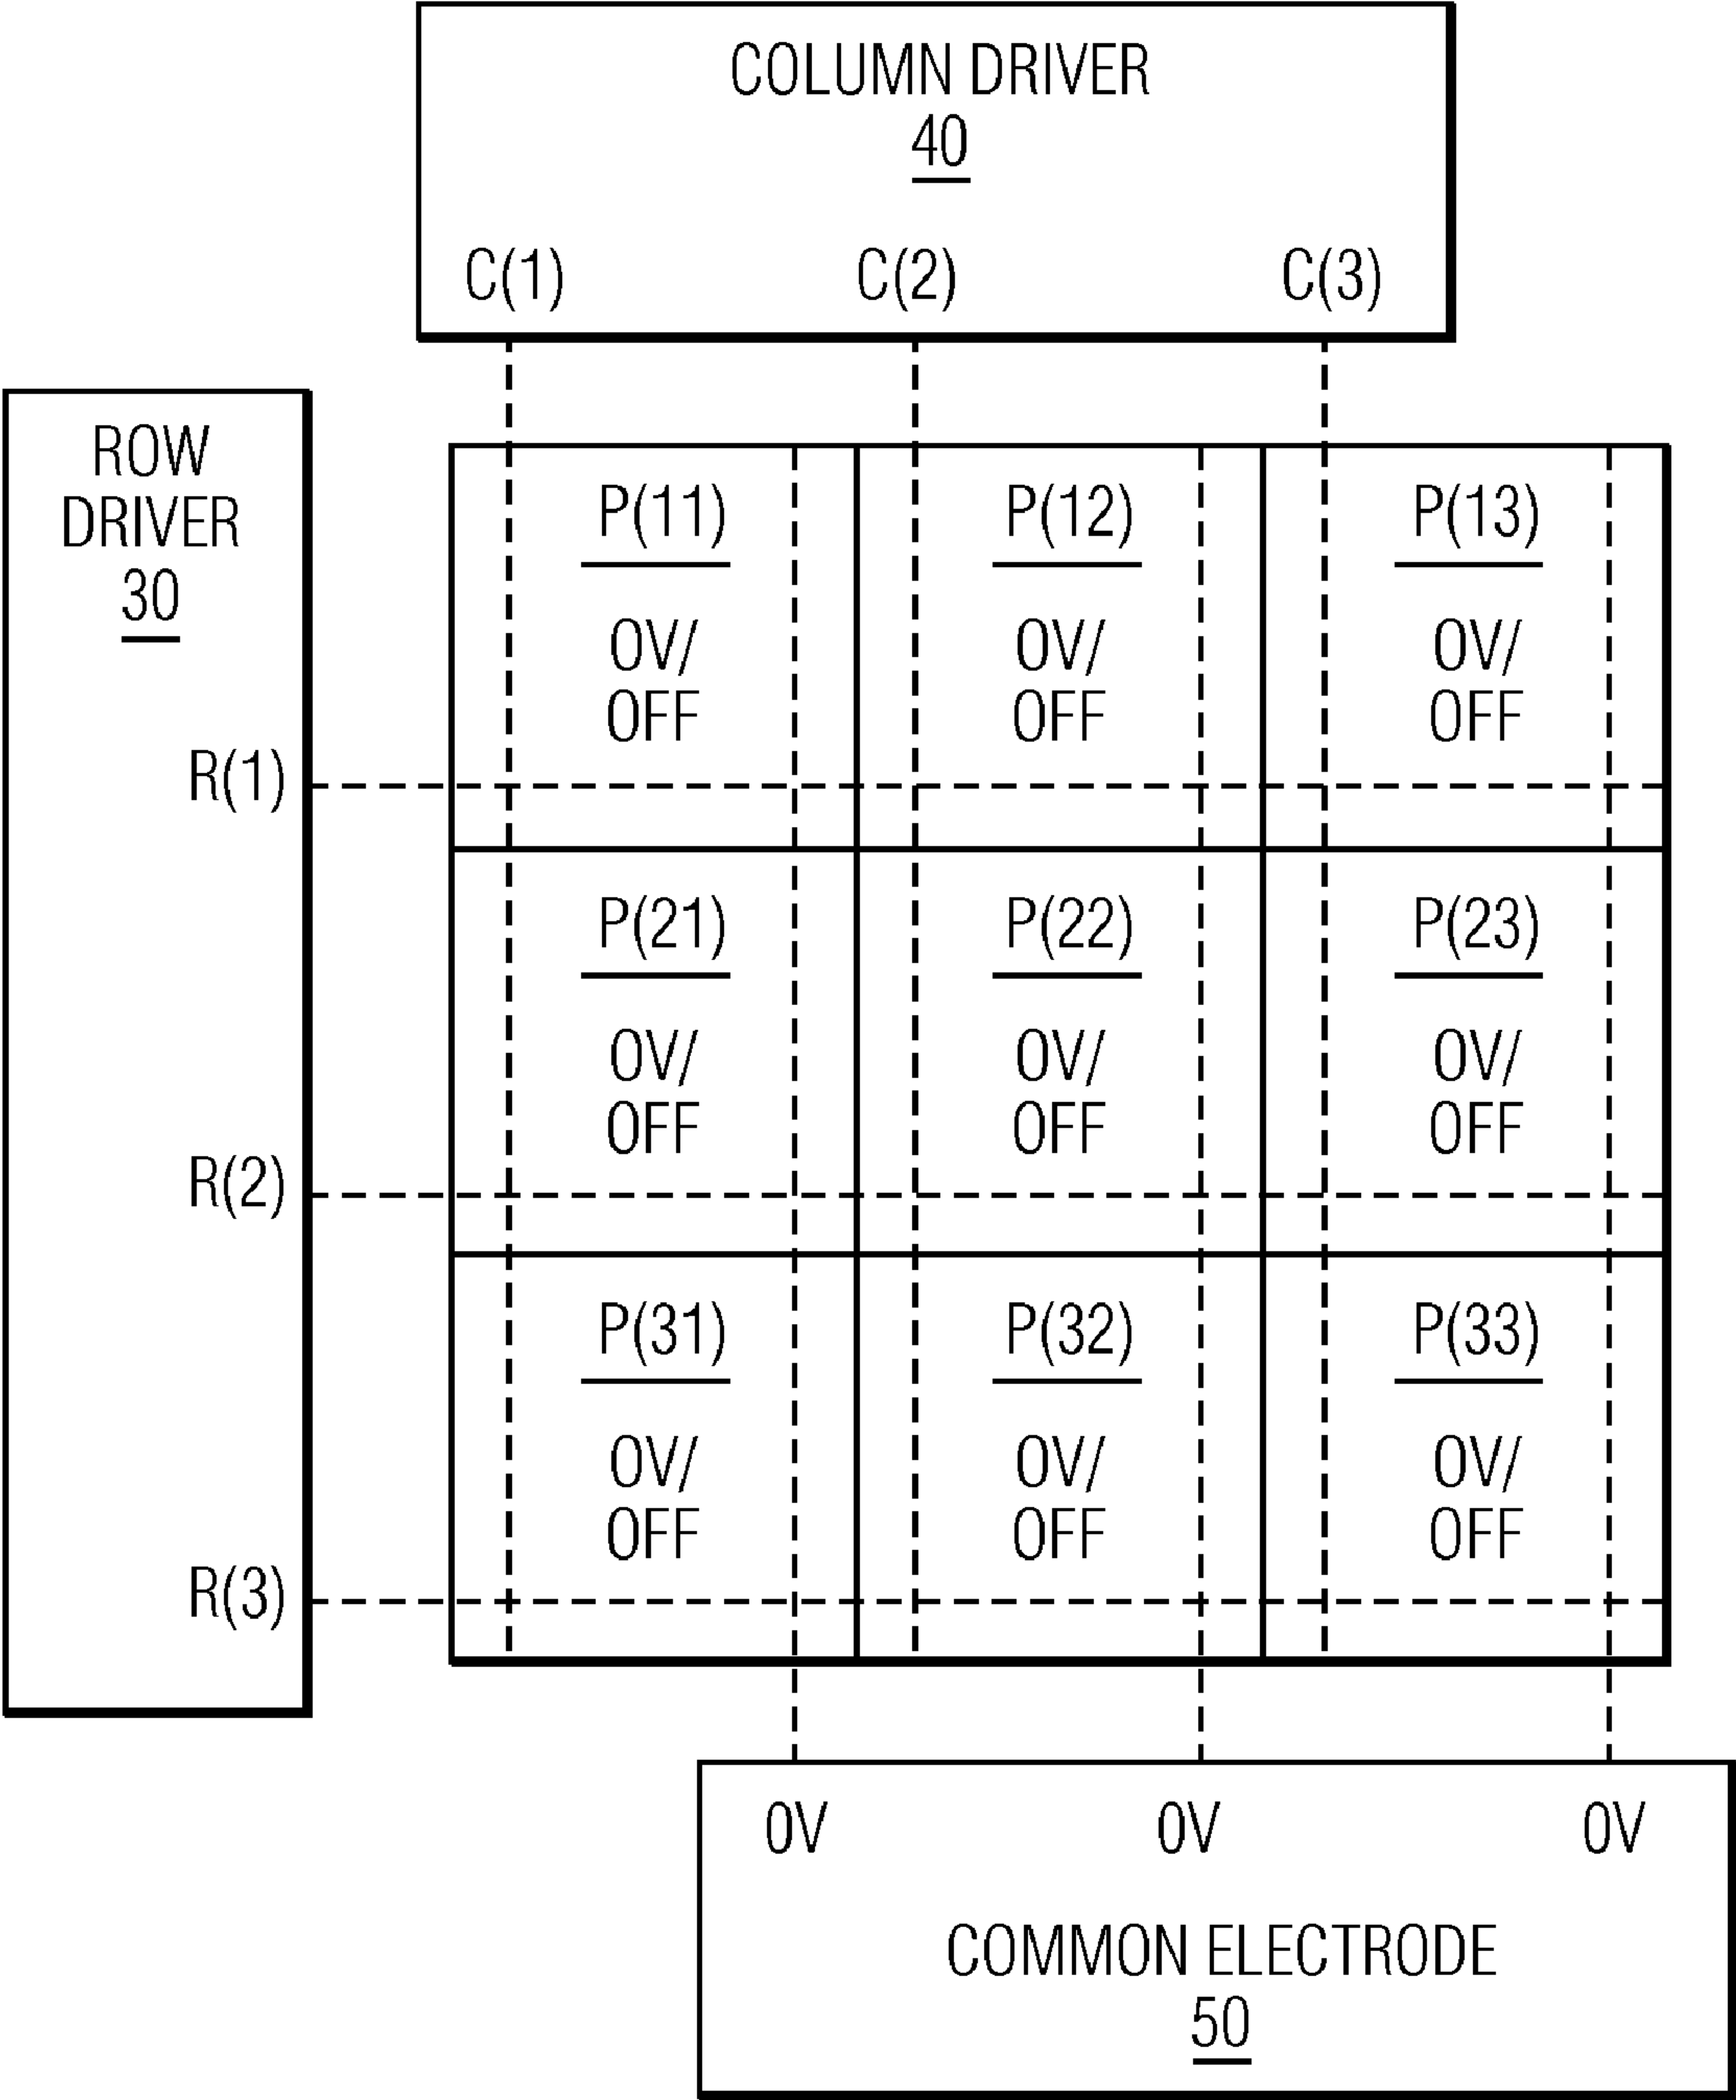 COLUMN DRIVER
40
C(1) C(2) C(3)
ROW
DRIVER
30
P(11) P(12) P(13)
0V/ 0V/ 0V/
OFF OFF OFF
R(1)
P(21) P(22) P(23)
0V/ 0V/ 0V/
OFF OFF OFF
R(2)
P(31) P(32) P(33)
0V/ 0V/ 0V/
OFF OFF OFF
R(3)
0V 0V 0V
COMMON ELECTRODE
50